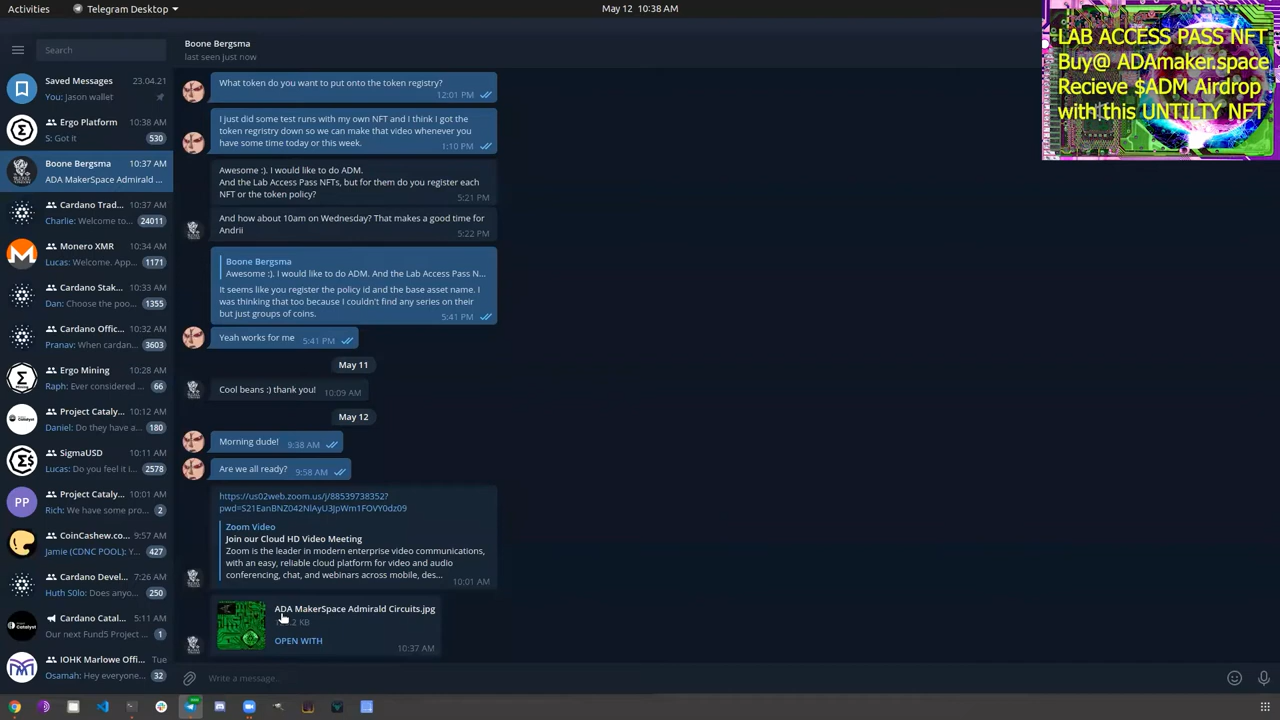 Activities
Telegram Desktop
May 12 10:38 AM
Search
Saved Messages 23.04.21
You: Jason wallet
Ergo Platform 10:38 AM
S: Got it 530
Boone Bergsma 10:37 AM
ADA MakerSpace Admirald ...
Cardano Trad... 10:37 AM
Charlie: Welcome to... 24011
Monero XMR 10:34 AM
Lucas: Welcome. App... 1171
Cardano Stak... 10:33 AM
Dan: Choose the poo... 1355
Cardano Offic... 10:32 AM
Pranav: When cardan... 3603
Ergo Mining 10:28 AM
Raph: Ever considered ... 66
Project Cataly... 10:12 AM
Daniel: Do they have a... 180
SigmaUSD 10:11 AM
Lucas: Do you feel it i... 2578
PP
Project Cataly... 10:01 AM
Rich: We have some pro... 2
CoinCashew.co... 9:57 AM
Jamie (CDNC POOL): Y... 427
Cardano Devel... 7:26 AM
Huth S0lo: Does anyo... 250
Cardano Catal... 5:11 AM
Our next Fund5 Project ... 1
IOHK Marlowe Offi... Tue
Osamah: Hey everyone... 32
Boone Bergsma
last seen just now
What token do you want to put onto the token registry?
12:01 PM
I just did some test runs with my own NFT and I think I got the
token regristry down so we can make that video whenever you
have some time today or this week.
1:10 PM
Awesome :). I would like to do ADM.
And the Lab Access Pass NFTs, but for them do you register each
NFT or the token policy?
5:21 PM
And how about 10am on Wednesday? That makes a good time for
Andrii
5:22 PM
Boone Bergsma
Awesome :). I would like to do ADM. And the Lab Access Pass N...
It seems like you register the policy id and the base asset name. I
was thinking that too because I couldn't find any series on their
but just groups of coins.
5:41 PM
Yeah works for me 5:41 PM
May 11
Cool beans :) thank you! 10:09 AM
May 12
Morning dude! 9:38 AM
Are we all ready? 9:58 AM
https://us02web.zoom.us/j/88539738352?
pwd=S21EanBNZ042NlAyU3JpWm1FOVY0dz09
Zoom Video
Join our Cloud HD Video Meeting
Zoom is the leader in modern enterprise video communications,
with an easy, reliable cloud platform for video and audio
conferencing, chat, and webinars across mobile, des...
10:01 AM
ADA MakerSpace Admirald Circuits.jpg
KB
OPEN WITH
10:37 AM
Write a message...
LAB ACCESS PASS NFT
Buy@ ADAmaker.space
Recieve $ADM Airdrop
with this UNTILTY NFT